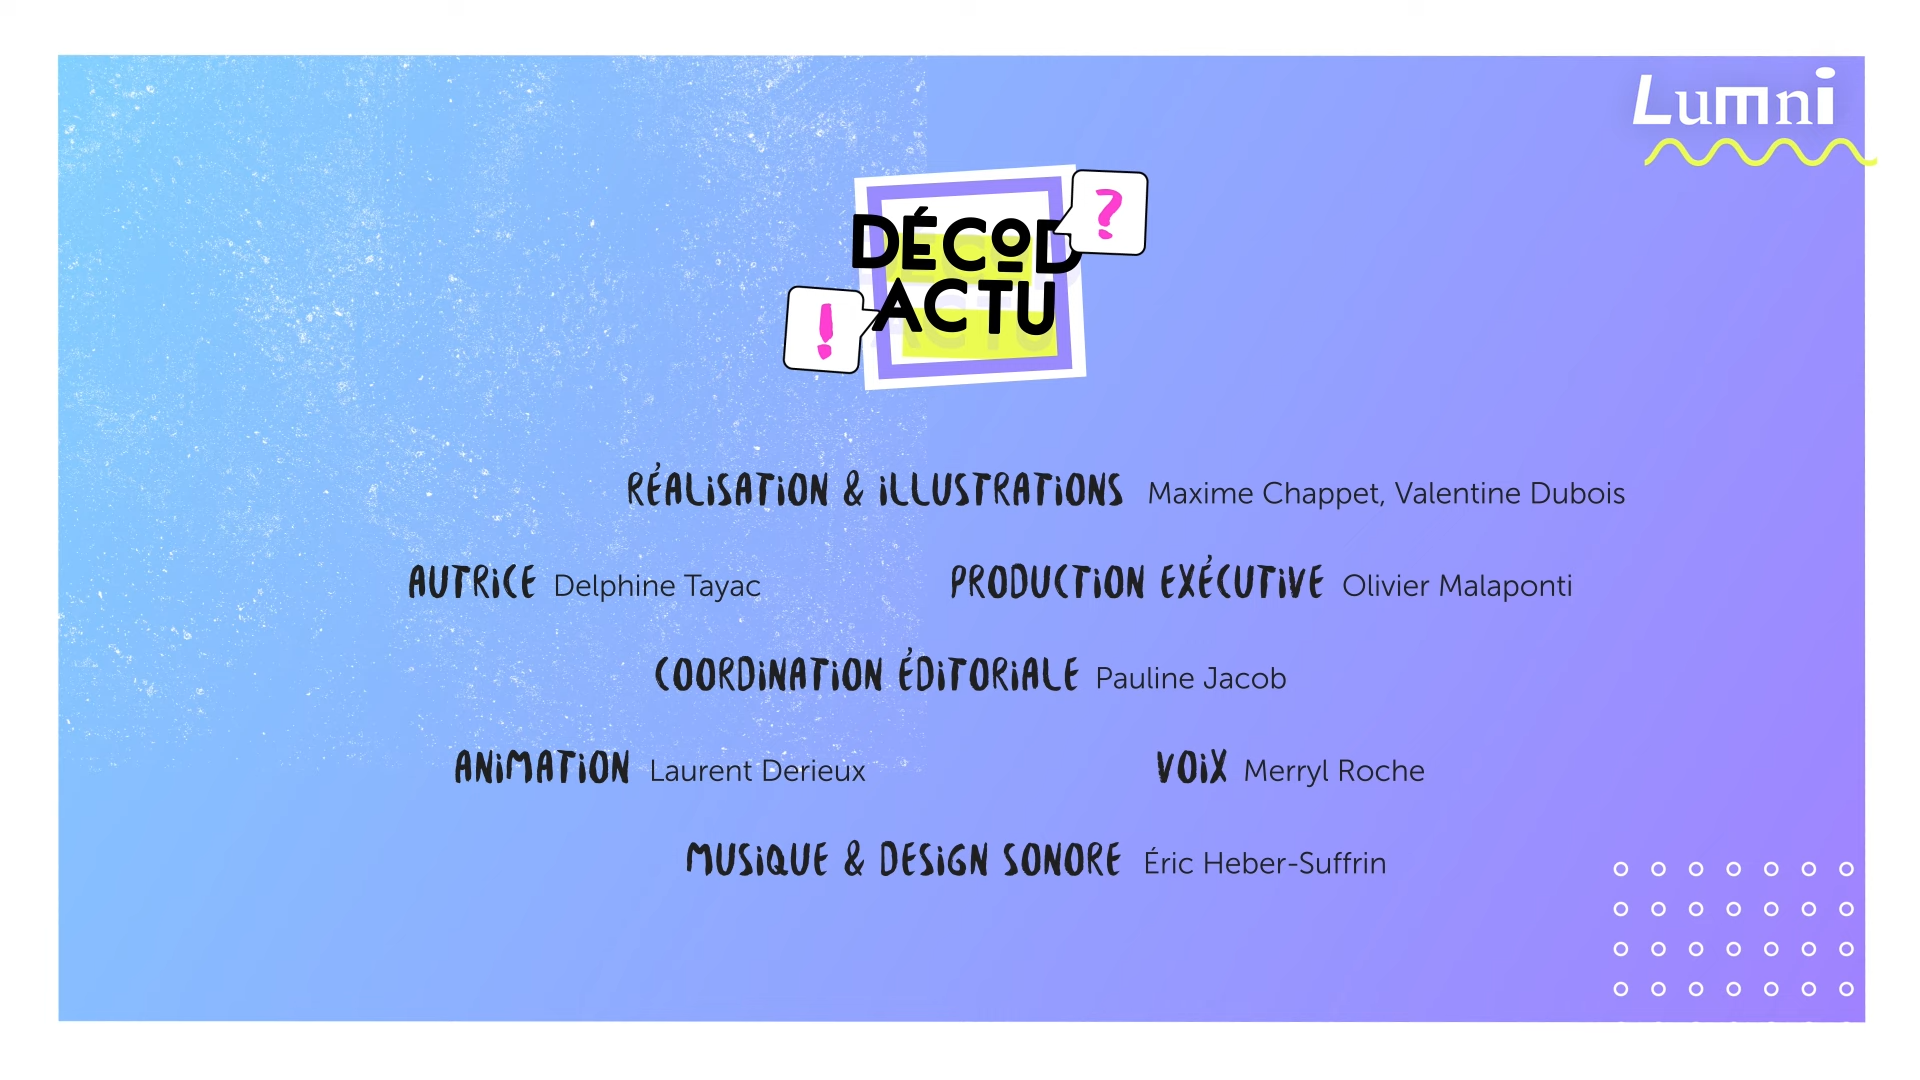 Lumni
DÉCOD
ACTU
?
!
RÉALiSATiON & iLLUSTRATiONS Maxime Chappet, Valentine Dubois
AUTRiCE Delphine Tayac
PRODUCTiON EXÉCUTiVE Olivier Malaponti
COORDiNATiON ÉDiTORiALE Pauline Jacob
ANiMATiON Laurent Derieux
VOiX Merryl Roche
MUSiQUE & DESiGN SONORE Éric Heber-Suffrin